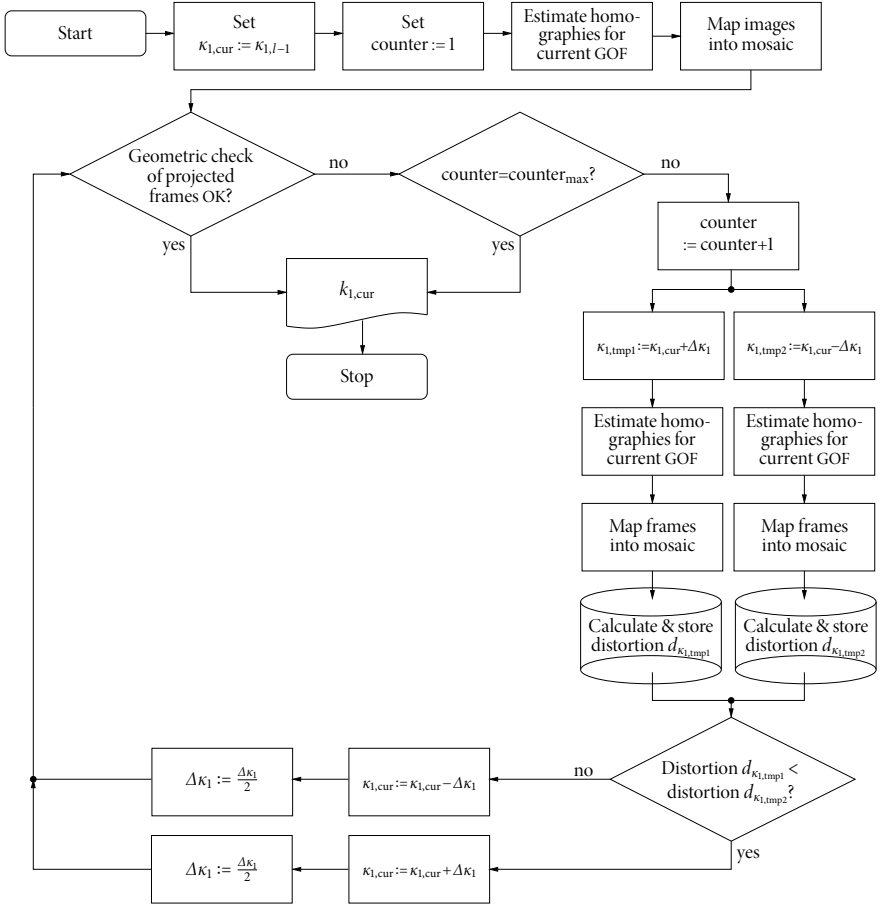 Start
Set
κ₁,cur := κ₁,l−1
Set
counter := 1
Estimate homo-
graphies for
current GOF
Map images
into mosaic
Geometric check
of projected
frames OK?
no
yes
counter=counter_max?
no
yes
counter
:= counter+1
k₁,cur
Stop
κ₁,tmp1:=κ₁,cur+Δκ₁
κ₁,tmp2:=κ₁,cur−Δκ₁
Estimate homo-
graphies for
current GOF
Estimate homo-
graphies for
current GOF
Map frames
into mosaic
Map frames
into mosaic
Calculate & store
distortion d_κ₁,tmp1
Calculate & store
distortion d_κ₁,tmp2
Distortion d_κ₁,tmp1 <
distortion d_κ₁,tmp2?
no
κ₁,cur := κ₁,cur − Δκ₁
Δκ₁ := Δκ₁/2
yes
κ₁,cur := κ₁,cur + Δκ₁
Δκ₁ := Δκ₁/2